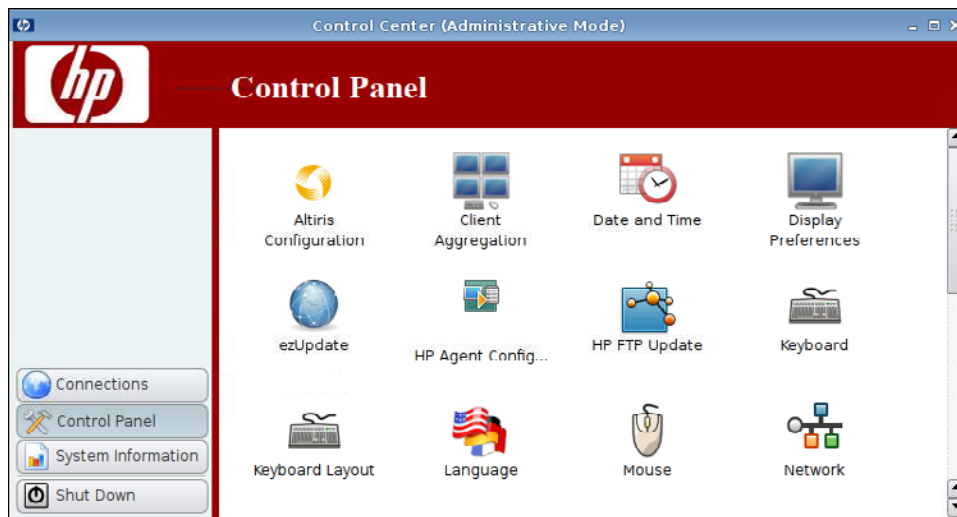 Control Center (Administrative Mode)
hp
Control Panel
Altiris
Configuration
Client
Aggregation
Date and Time
Display
Preferences
ezUpdate
HP Agent Config...
HP FTP Update
Keyboard
Keyboard Layout
Language
Mouse
Network
Connections
Control Panel
System Information
Shut Down